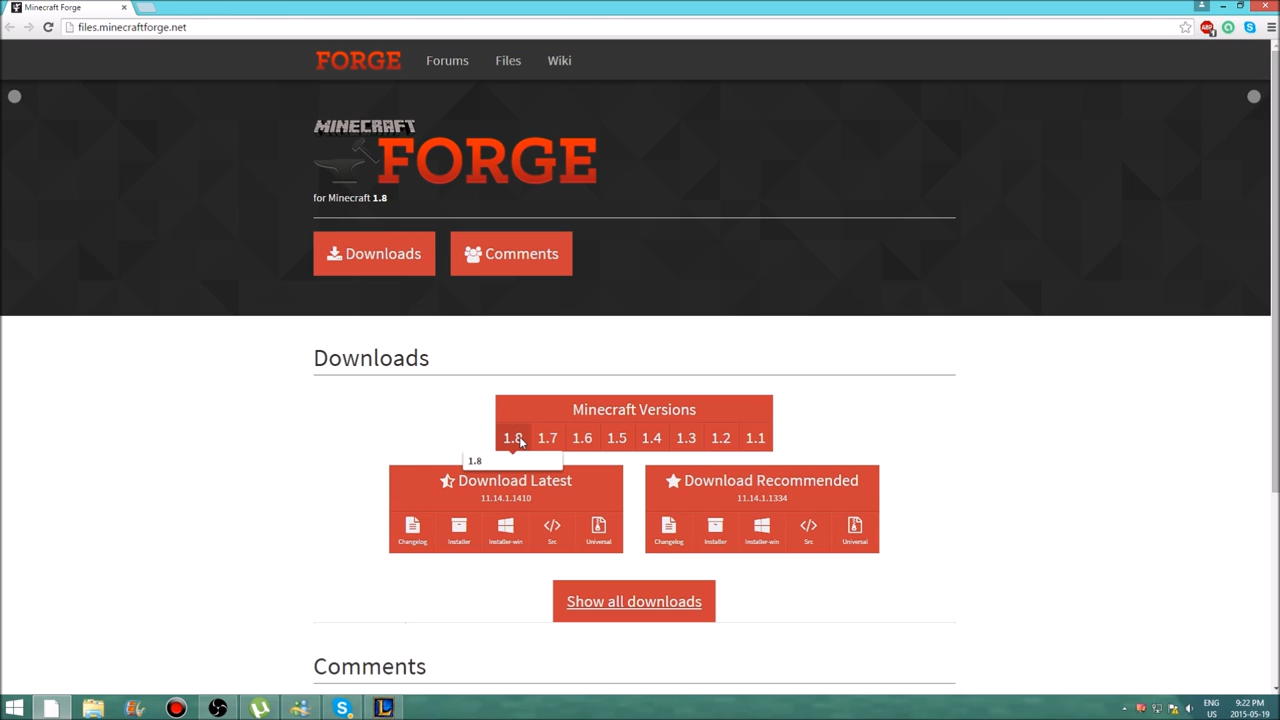 Minecraft Forge
files.minecraftforge.net
FORGE Forums Files Wiki
MINECRAFT
FORGE
for Minecraft 1.8
Downloads Comments
Downloads
Minecraft Versions
1.8 1.7 1.6 1.5 1.4 1.3 1.2 1.1
1.8
Download Latest
11.14.1.1410
Changelog Installer Installer-win Src Universal
Download Recommended
11.14.1.1334
Changelog Installer Installer-win Src Universal
Show all downloads
Comments
ENG
US
9:22 PM
2015-05-19